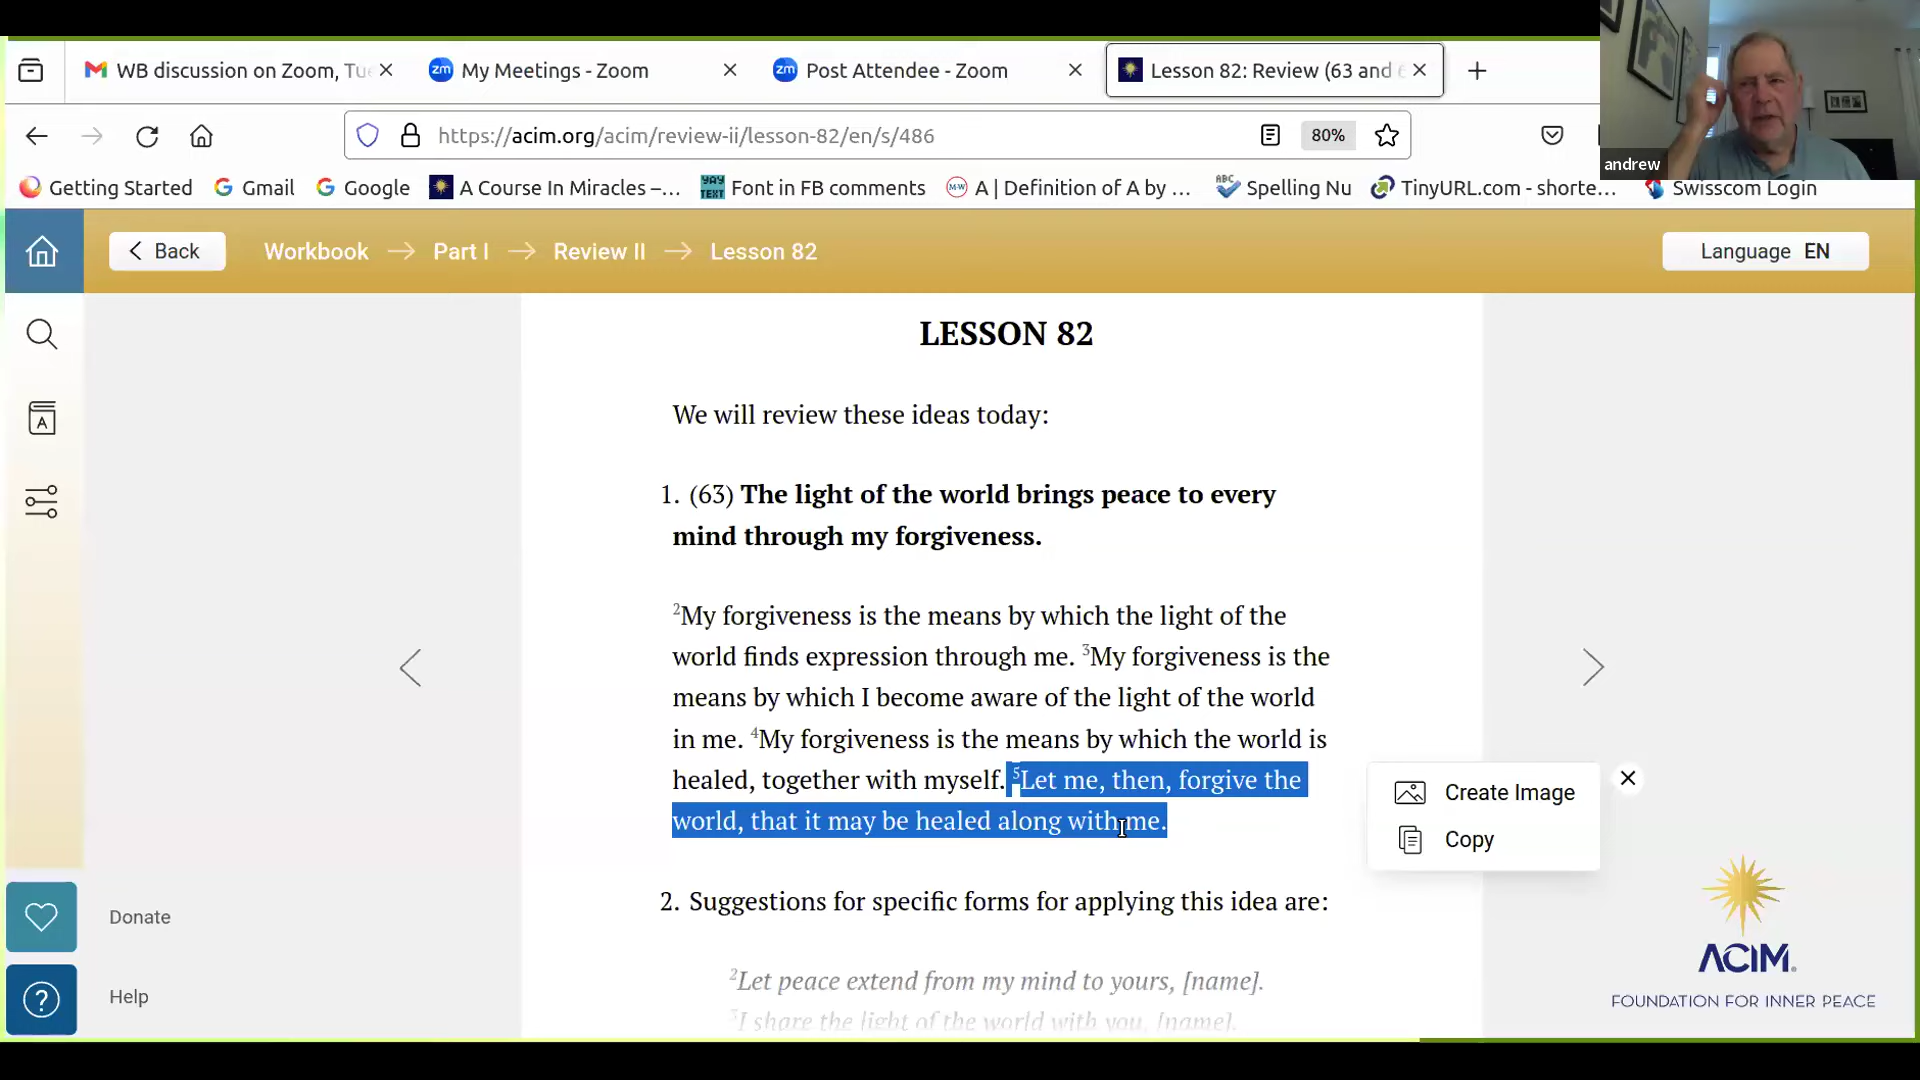 WB discussion on Zoom, Tue
My Meetings - Zoom
Post Attendee - Zoom
Lesson 82: Review (63 and 6
https://acim.org/acim/review-ii/lesson-82/en/s/486
80%
andrew
Getting Started
Gmail
Google
A Course In Miracles –...
YAY TEXT
Font in FB comments
M-W
A | Definition of A by ...
ABC
Spelling Nu
TinyURL.com - shorte...
Swisscom Login
Back
Workbook
Part I
Review II
Lesson 82
Language EN
LESSON 82
We will review these ideas today:
1. (63) The light of the world brings peace to every
mind through my forgiveness.
2My forgiveness is the means by which the light of the
world finds expression through me. 3My forgiveness is the
means by which I become aware of the light of the world
in me. 4My forgiveness is the means by which the world is
healed, together with myself. 5Let me, then, forgive the
world, that it may be healed along with me.
Create Image
Copy
2. Suggestions for specific forms for applying this idea are:
2Let peace extend from my mind to yours, [name].
3I share the light of the world with you, [name].
Donate
Help
ACIM
FOUNDATION FOR INNER PEACE